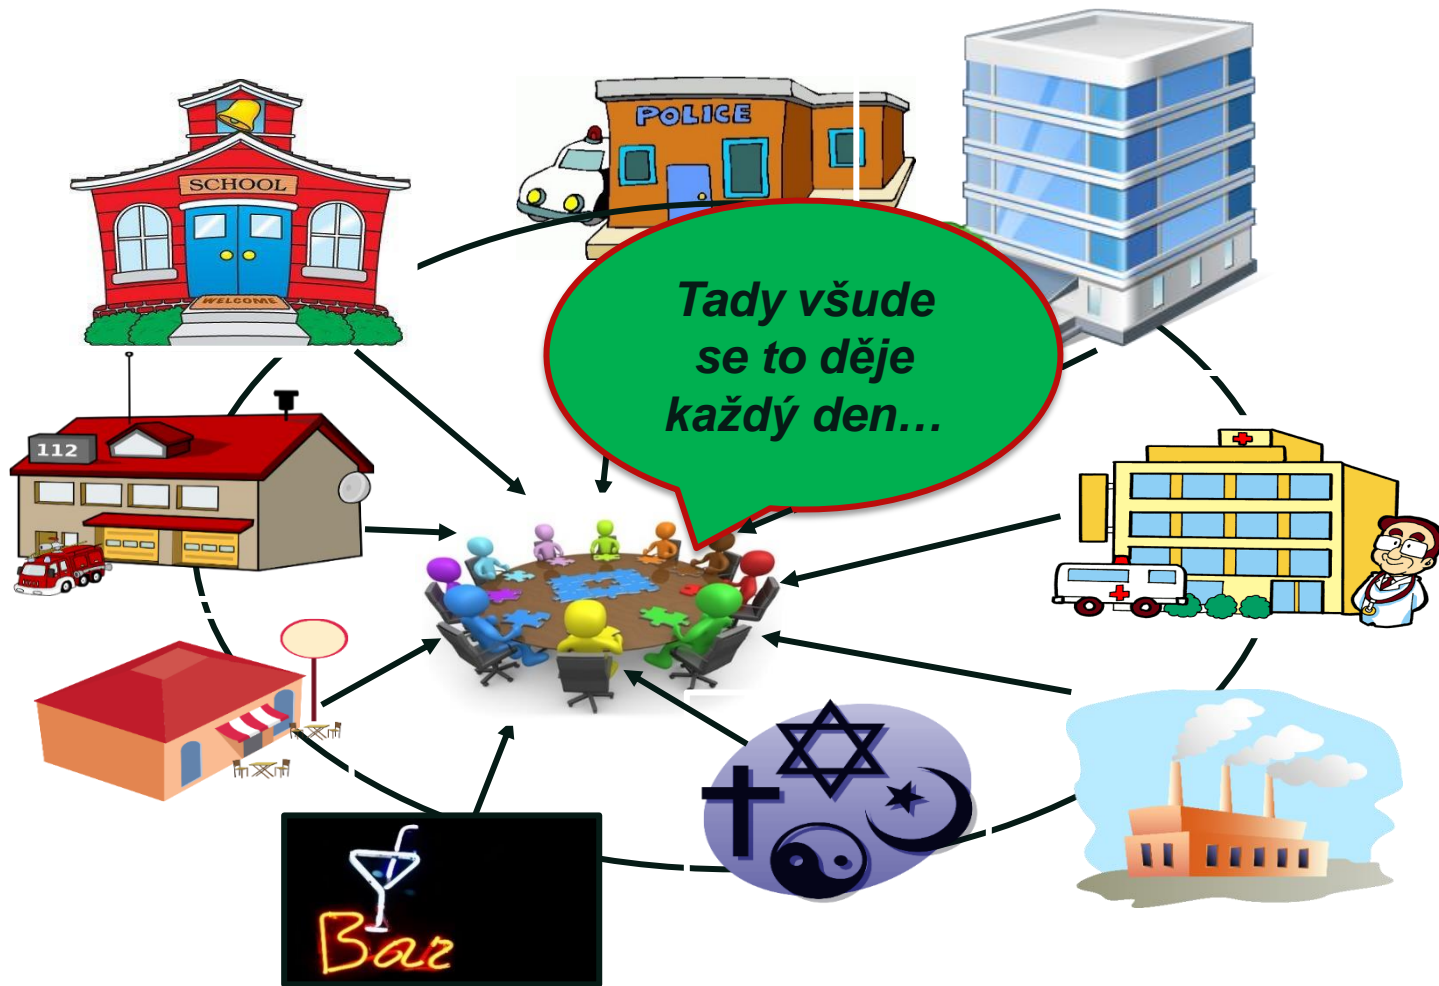 POLICE
SCHOOL
WELCOME
Tady všude
se to děje
každý den...
112
Bar